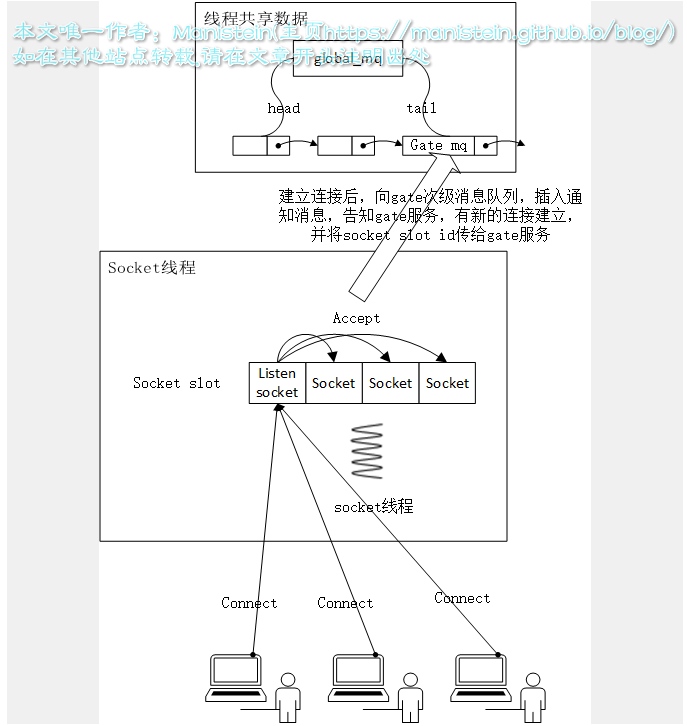 线程共享数据
本文唯一作者：Manistein(主页https://manistein.github.io/blog/)
如在其他站点转载,请在文章开头注明出处
global_mq
head
tail
Gate mq
建立连接后，向gate次级消息队列，插入通
知消息，告知gate服务，有新的连接建立，
并将socket slot id传给gate服务
Socket线程
Accept
Socket slot
Listen
socket
Socket
Socket
Socket
socket线程
Connect
Connect
Connect